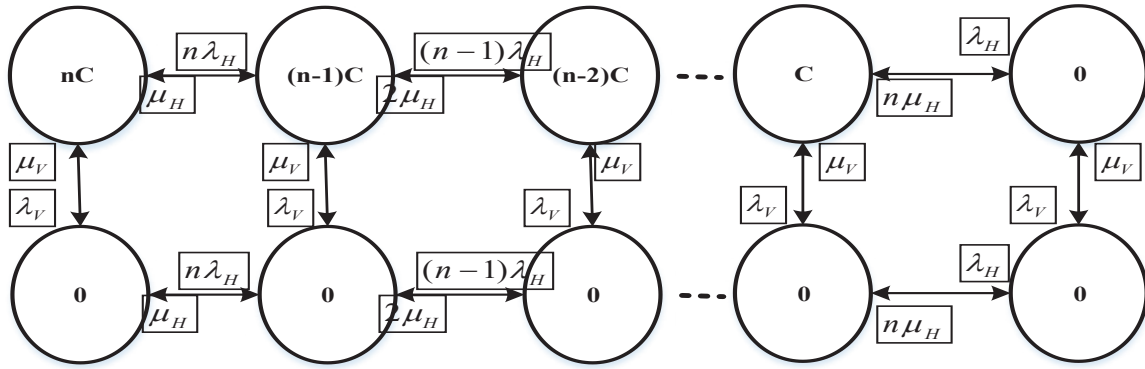 nλ_H (n−1)λ_H λ_H
nC (n-1)C (n-2)C C 0
μ_H 2μ_H nμ_H
μ_V μ_V μ_V μ_V μ_V
λ_V λ_V λ_V λ_V λ_V
nλ_H (n−1)λ_H λ_H
0 0 0 0 0
μ_H 2μ_H nμ_H